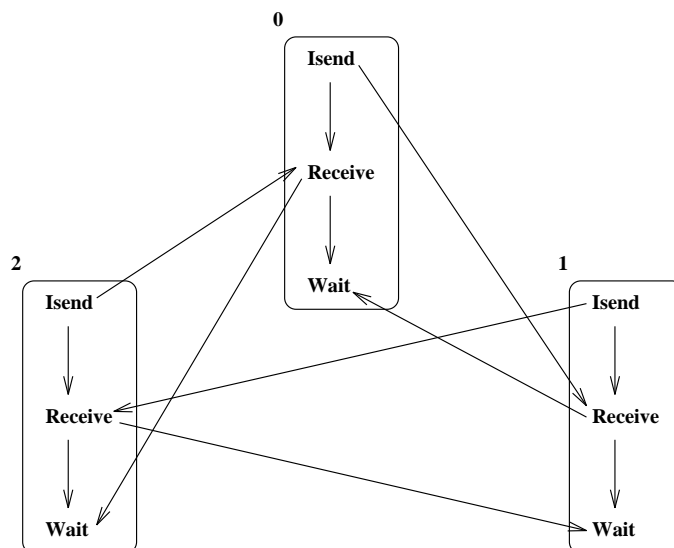 0
Isend
Receive
Wait
2
Isend
Receive
Wait
1
Isend
Receive
Wait